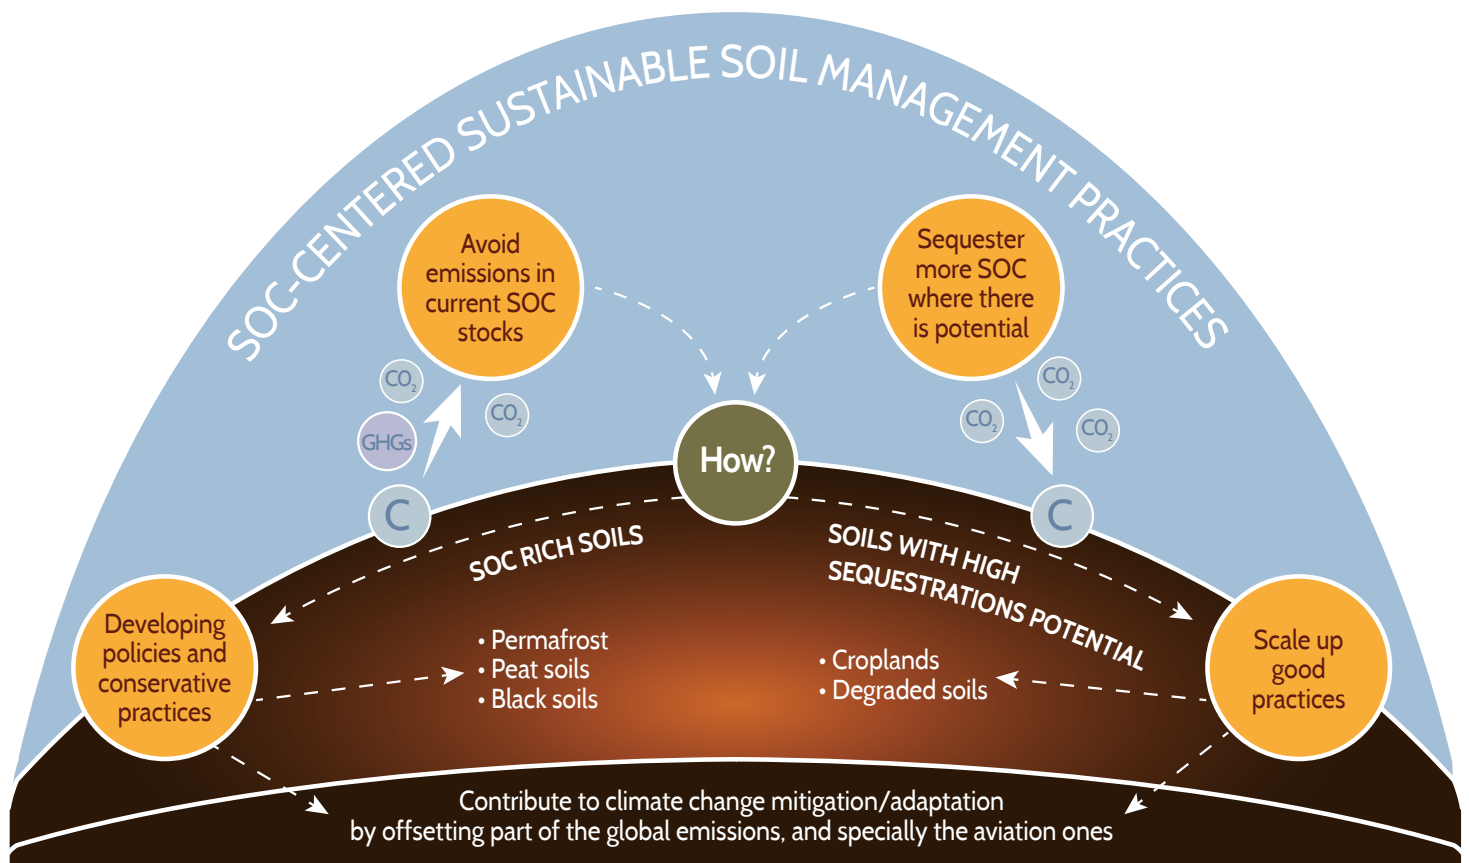 SOC-CENTERED SUSTAINABLE SOIL MANAGEMENT PRACTICES
Avoid
emissions in
current SOC
stocks
Sequester
more SOC
where there
is potential
CO₂
CO₂
GHGs
C
CO₂
CO₂
CO₂
C
How?
SOC RICH SOILS
SOILS WITH HIGH
SEQUESTRATIONS POTENTIAL
Developing
policies and
conservative
practices
• Permafrost
• Peat soils
• Black soils
• Croplands
• Degraded soils
Scale up
good
practices
Contribute to climate change mitigation/adaptation
by offsetting part of the global emissions, and specially the aviation ones